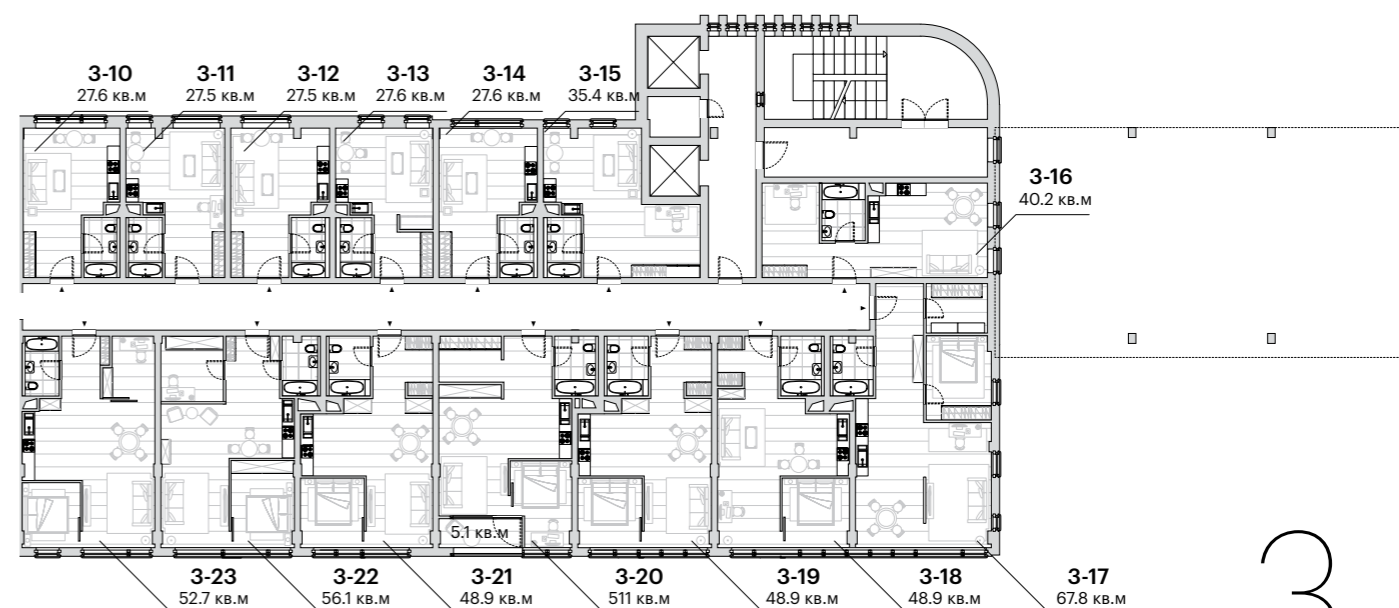 3-10
27.6 кв.м
3-11
27.5 кв.м
3-12
27.5 кв.м
3-13
27.6 кв.м
3-14
27.6 кв.м
3-15
35.4 кв.м
3-16
40.2 кв.м
5.1 кв.м
3-23
52.7 кв.м
3-22
56.1 кв.м
3-21
48.9 кв.м
3-20
511 кв.м
3-19
48.9 кв.м
3-18
48.9 кв.м
3-17
67.8 кв.м
3